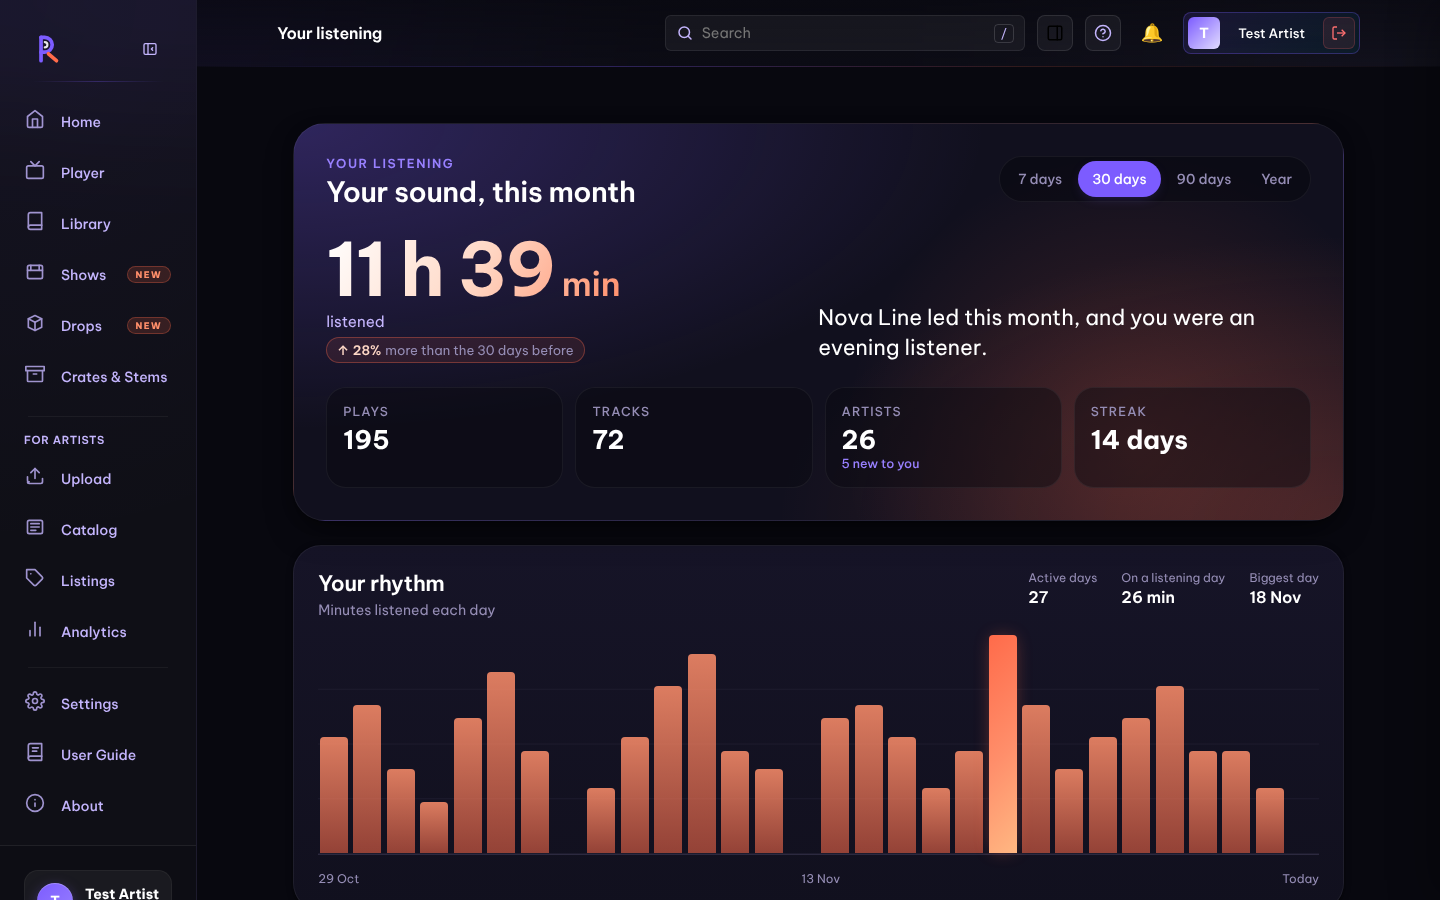 Your listening
Search
/
T
Test Artist
Home
Player
Library
Shows NEW
Drops NEW
Crates & Stems
FOR ARTISTS
Upload
Catalog
Listings
Analytics
Settings
User Guide
About
T
Test Artist
YOUR LISTENING
Your sound, this month
7 days
30 days
90 days
Year
11 h 39 min
listened
↑ 28% more than the 30 days before
Nova Line led this month, and you were an
evening listener.
PLAYS
195
TRACKS
72
ARTISTS
26
5 new to you
STREAK
14 days
Your rhythm
Minutes listened each day
Active days
27
On a listening day
26 min
Biggest day
18 Nov
29 Oct
13 Nov
Today